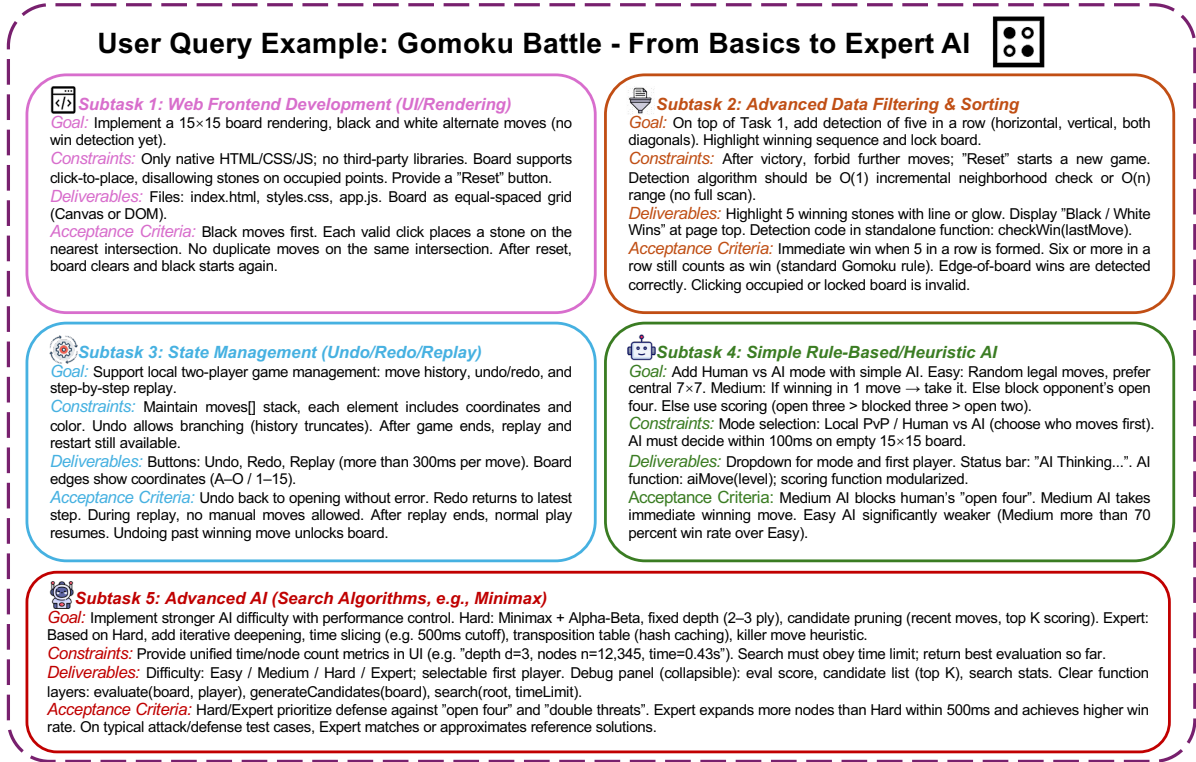 User Query Example: Gomoku Battle - From Basics to Expert AI
Subtask 1: Web Frontend Development (UI/Rendering)
Goal: Implement a 15×15 board rendering, black and white alternate moves (no
win detection yet).
Constraints: Only native HTML/CSS/JS; no third-party libraries. Board supports
click-to-place, disallowing stones on occupied points. Provide a "Reset" button.
Deliverables: Files: index.html, styles.css, app.js. Board as equal-spaced grid
(Canvas or DOM).
Acceptance Criteria: Black moves first. Each valid click places a stone on the
nearest intersection. No duplicate moves on the same intersection. After reset,
board clears and black starts again.
Subtask 2: Advanced Data Filtering & Sorting
Goal: On top of Task 1, add detection of five in a row (horizontal, vertical, both
diagonals). Highlight winning sequence and lock board.
Constraints: After victory, forbid further moves; "Reset" starts a new game.
Detection algorithm should be O(1) incremental neighborhood check or O(n)
range (no full scan).
Deliverables: Highlight 5 winning stones with line or glow. Display "Black / White
Wins" at page top. Detection code in standalone function: checkWin(lastMove).
Acceptance Criteria: Immediate win when 5 in a row is formed. Six or more in a
row still counts as win (standard Gomoku rule). Edge-of-board wins are detected
correctly. Clicking occupied or locked board is invalid.
Subtask 3: State Management (Undo/Redo/Replay)
Goal: Support local two-player game management: move history, undo/redo, and
step-by-step replay.
Constraints: Maintain moves[] stack, each element includes coordinates and
color. Undo allows branching (history truncates). After game ends, replay and
restart still available.
Deliverables: Buttons: Undo, Redo, Replay (more than 300ms per move). Board
edges show coordinates (A–O / 1–15).
Acceptance Criteria: Undo back to opening without error. Redo returns to latest
step. During replay, no manual moves allowed. After replay ends, normal play
resumes. Undoing past winning move unlocks board.
Subtask 4: Simple Rule-Based/Heuristic AI
Goal: Add Human vs AI mode with simple AI. Easy: Random legal moves, prefer
central 7×7. Medium: If winning in 1 move → take it. Else block opponent's open
four. Else use scoring (open three > blocked three > open two).
Constraints: Mode selection: Local PvP / Human vs AI (choose who moves first).
AI must decide within 100ms on empty 15×15 board.
Deliverables: Dropdown for mode and first player. Status bar: "AI Thinking...". AI
function: aiMove(level); scoring function modularized.
Acceptance Criteria: Medium AI blocks human's "open four". Medium AI takes
immediate winning move. Easy AI significantly weaker (Medium more than 70
percent win rate over Easy).
Subtask 5: Advanced AI (Search Algorithms, e.g., Minimax)
Goal: Implement stronger AI difficulty with performance control. Hard: Minimax + Alpha-Beta, fixed depth (2–3 ply), candidate pruning (recent moves, top K scoring). Expert:
Based on Hard, add iterative deepening, time slicing (e.g. 500ms cutoff), transposition table (hash caching), killer move heuristic.
Constraints: Provide unified time/node count metrics in UI (e.g. "depth d=3, nodes n=12,345, time=0.43s"). Search must obey time limit; return best evaluation so far.
Deliverables: Difficulty: Easy / Medium / Hard / Expert; selectable first player. Debug panel (collapsible): eval score, candidate list (top K), search stats. Clear function
layers: evaluate(board, player), generateCandidates(board), search(root, timeLimit).
Acceptance Criteria: Hard/Expert prioritize defense against "open four" and "double threats". Expert expands more nodes than Hard within 500ms and achieves higher win
rate. On typical attack/defense test cases, Expert matches or approximates reference solutions.